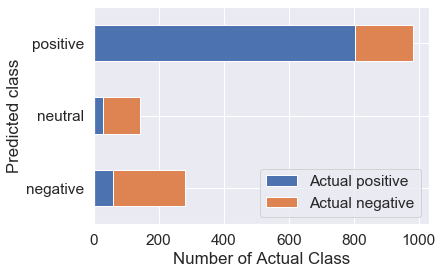 Predicted class
positive
neutral
negative
Actual positive
Actual negative
0 200 400 600 800 1000
Number of Actual Class